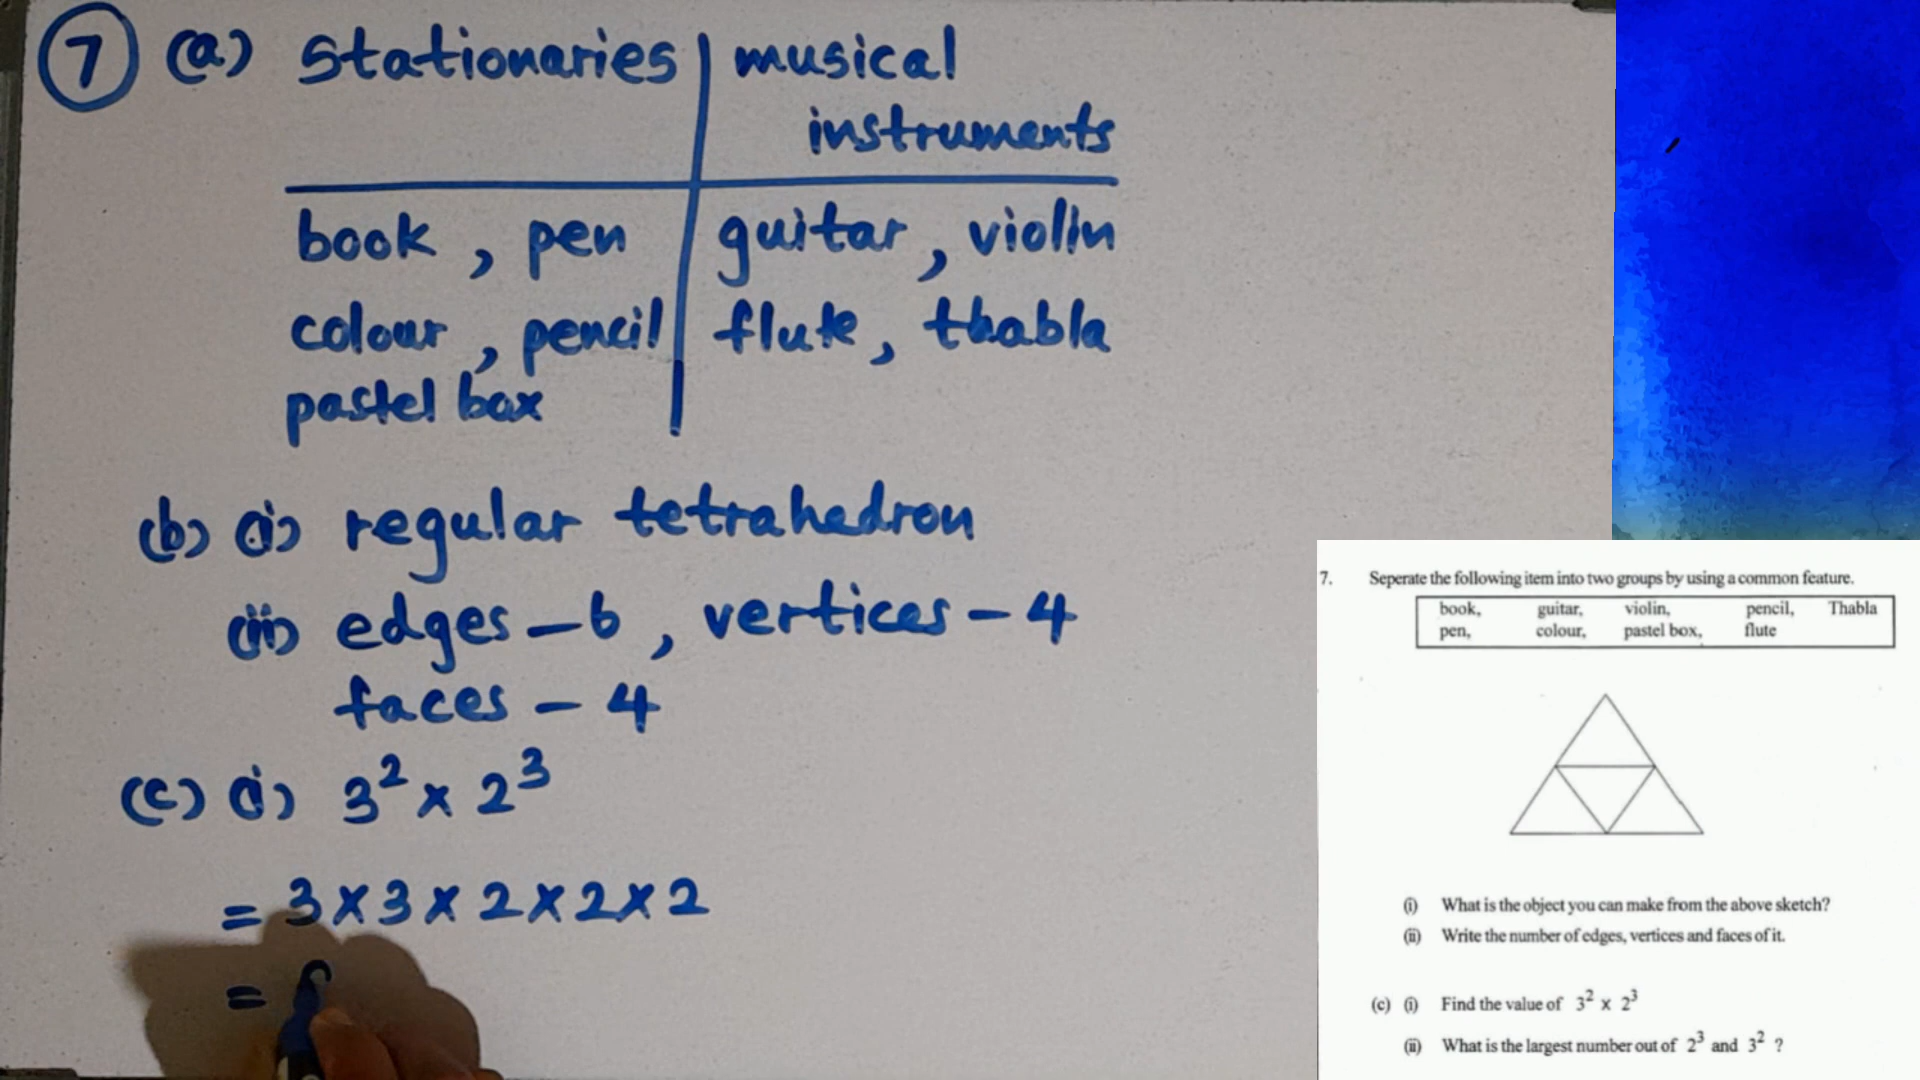 7 (a) stationaries | musical
instruments
book , pen | guitar , violin
colour , pencil | flute , thabla
pastel box
(b) (i) regular tetrahedron
(ii) edges – 6 , vertices – 4
faces – 4
(c) (i) 3² × 2³
= 3 × 3 × 2 × 2 × 2
=
7. Seperate the following item into two groups by using a common feature.
book, guitar, violin, pencil, Thabla
pen, colour, pastel box, flute
(i) What is the object you can make from the above sketch?
(ii) Write the number of edges, vertices and faces of it.
(c) (i) Find the value of 3² x 2³
(ii) What is the largest number out of 2³ and 3² ?